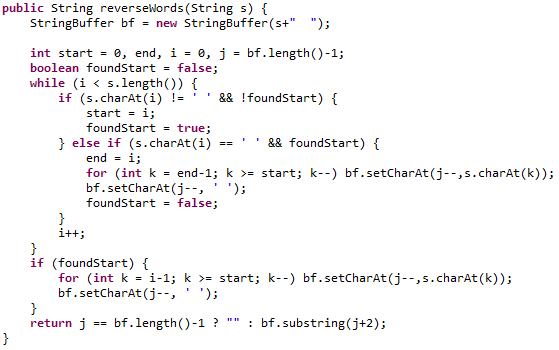 public String reverseWords(String s) {
    StringBuffer bf = new StringBuffer(s+"  ");

    int start = 0, end, i = 0, j = bf.length()-1;
    boolean foundStart = false;
    while (i < s.length()) {
        if (s.charAt(i) != ' ' && !foundStart) {
            start = i;
            foundStart = true;
        } else if (s.charAt(i) == ' ' && foundStart) {
            end = i;
            for (int k = end-1; k >= start; k--) bf.setCharAt(j--,s.charAt(k));
            bf.setCharAt(j--, ' ');
            foundStart = false;
        }
        i++;
    }
    if (foundStart) {
        for (int k = i-1; k >= start; k--) bf.setCharAt(j--,s.charAt(k));
        bf.setCharAt(j--, ' ');
    }
    return j == bf.length()-1 ? "" : bf.substring(j+2);
}